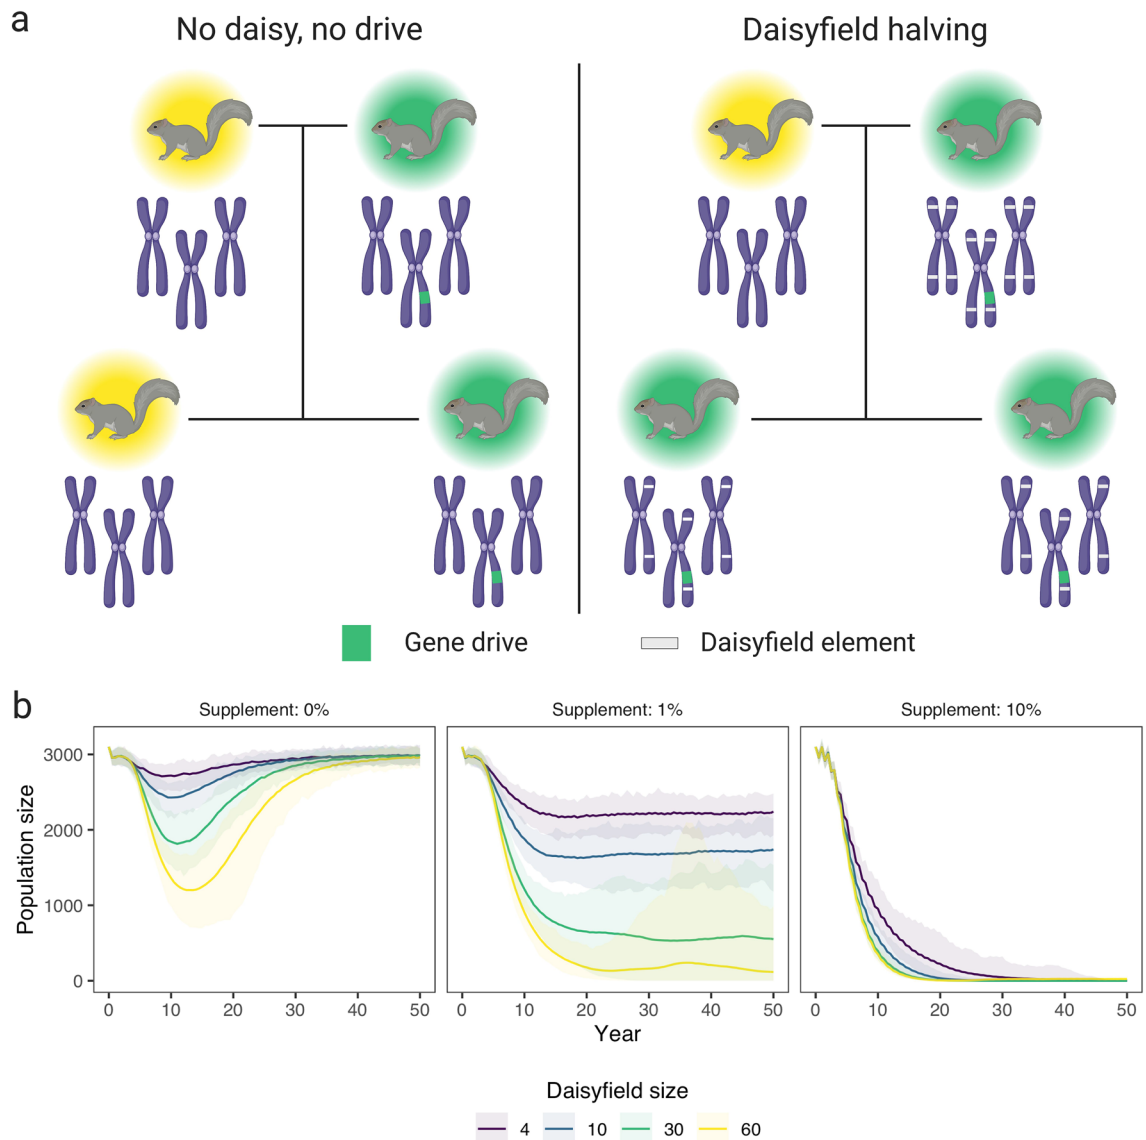 a
No daisy, no drive
Daisyfield halving
Gene drive
Daisyfield element
b
Supplement: 0%
Supplement: 1%
Supplement: 10%
Population size
3000
2000
1000
0
0 10 20 30 40 50
0 10 20 30 40 50
0 10 20 30 40 50
Year
Daisyfield size
4 10 30 60